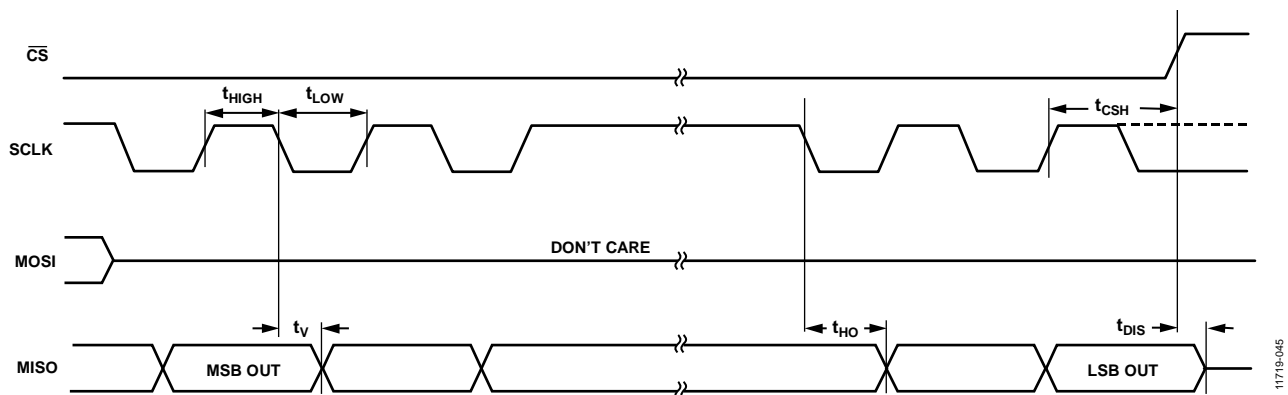 CS
tHIGH
tLOW
tCSH
SCLK
DON'T CARE
MOSI
tV
tHO
tDIS
MISO
MSB OUT
LSB OUT
11719-045